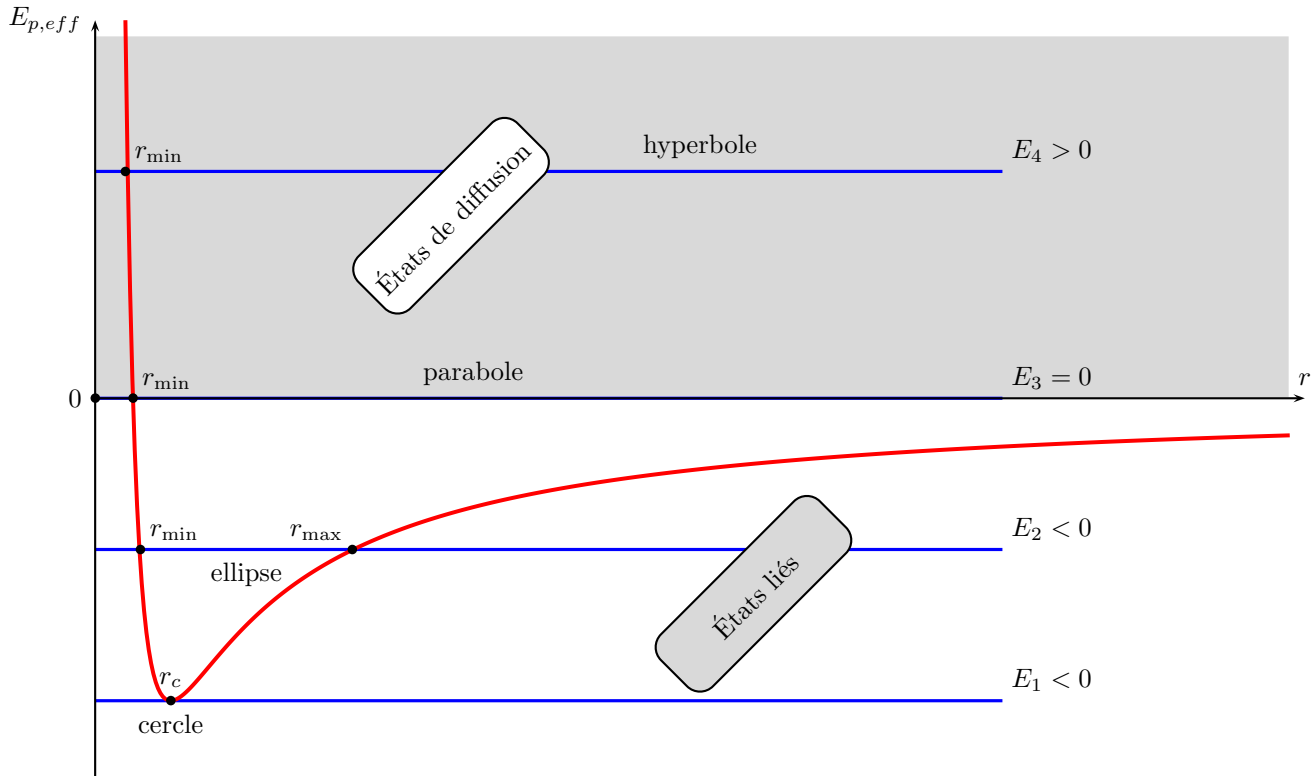 E_{p,eff}
hyperbole
E_4 > 0
r_min
États de diffusion
parabole
E_3 = 0
r_min
r
0
r_min
r_max
E_2 < 0
ellipse
États liés
r_c
E_1 < 0
cercle